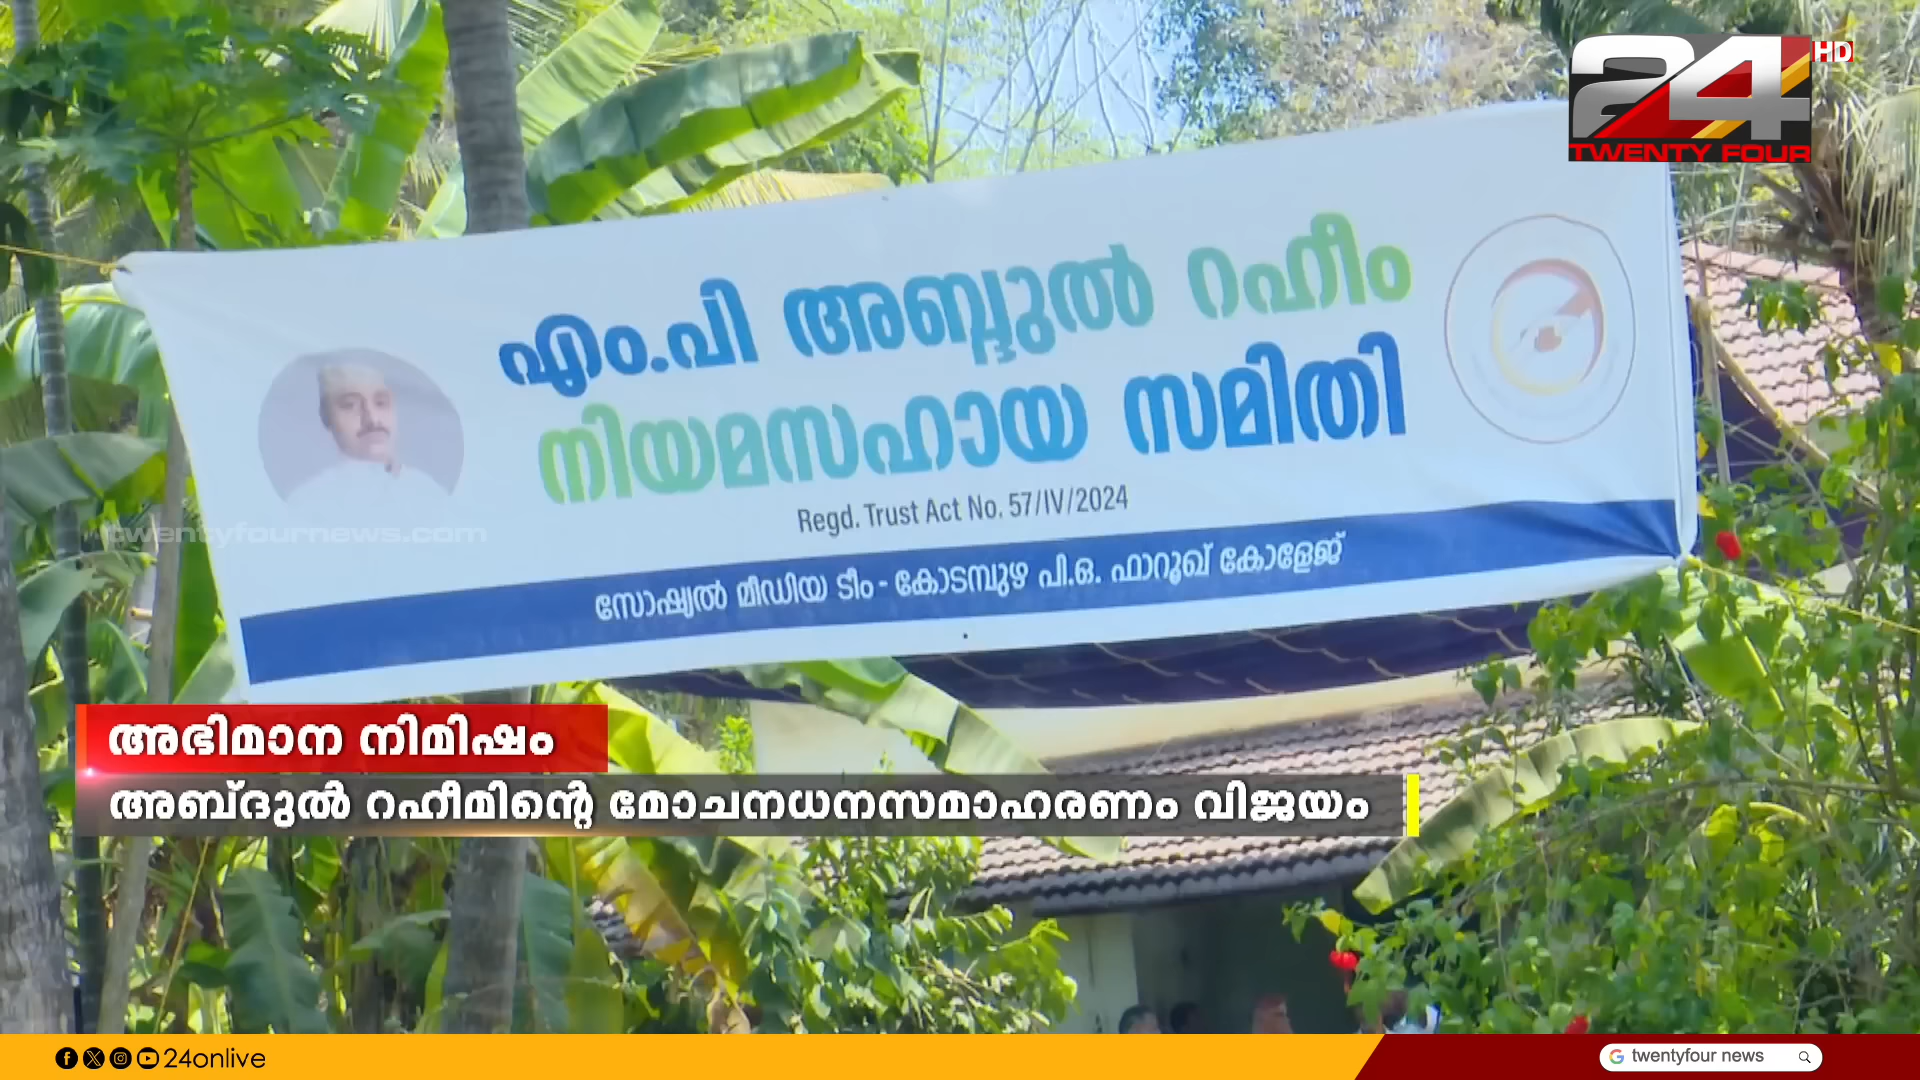 24
HD
TWENTY FOUR
എം.പി അബ്ദുൽ റഹീം
നിയമസഹായ സമിതി
Regd. Trust Act No. 57/IV/2024
twentyfournews.com
സോഷ്യൽ മീഡിയ ടീം - കോടമ്പുഴ പി.ഒ. ഫാറൂഖ് കോളേജ്
അഭിമാന നിമിഷം
അബ്ദുൽ റഹീമിന്റെ മോചനധനസമാഹരണം വിജയം
24onlive
twentyfour news